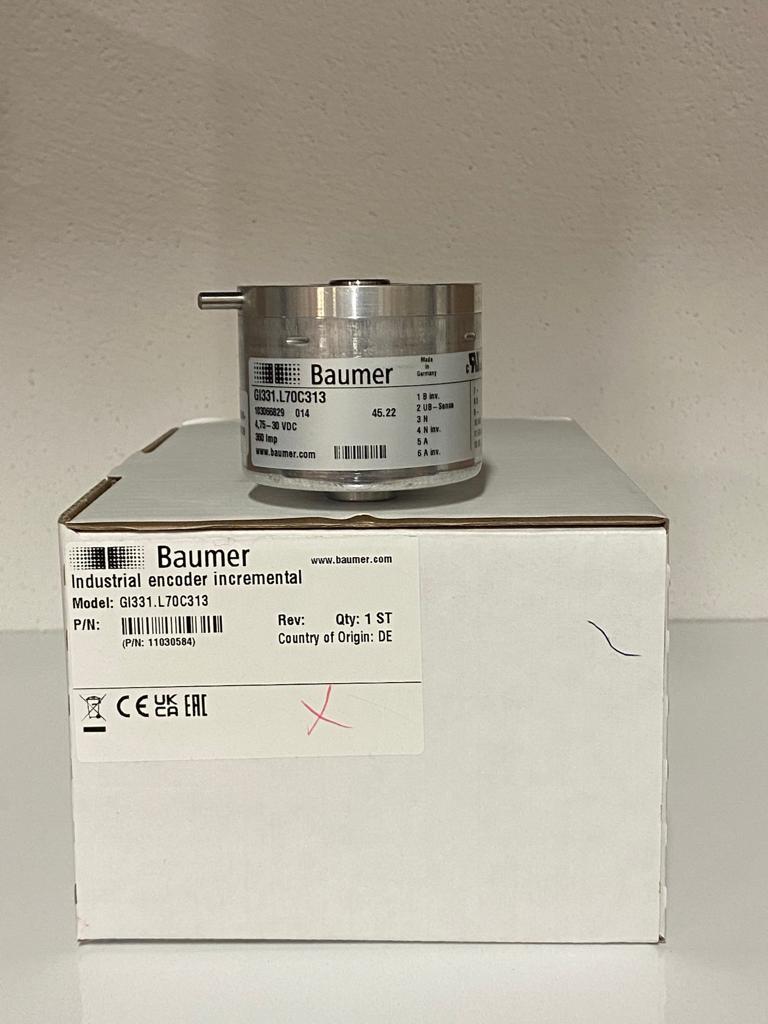 Baumer
Made
in
Germany
GI331.L70C313
103066829 014 45.22
4,75-30 VDC
360 Imp
www.baumer.com
1 B inv.
2 UB-Sense
3 N
4 N inv.
5 A
6 A inv.
Baumer www.baumer.com
Industrial encoder incremental
Model: GI331.L70C313
P/N: Rev: Qty: 1 ST
(P/N: 11030584) Country of Origin: DE
CE UK CA EAC